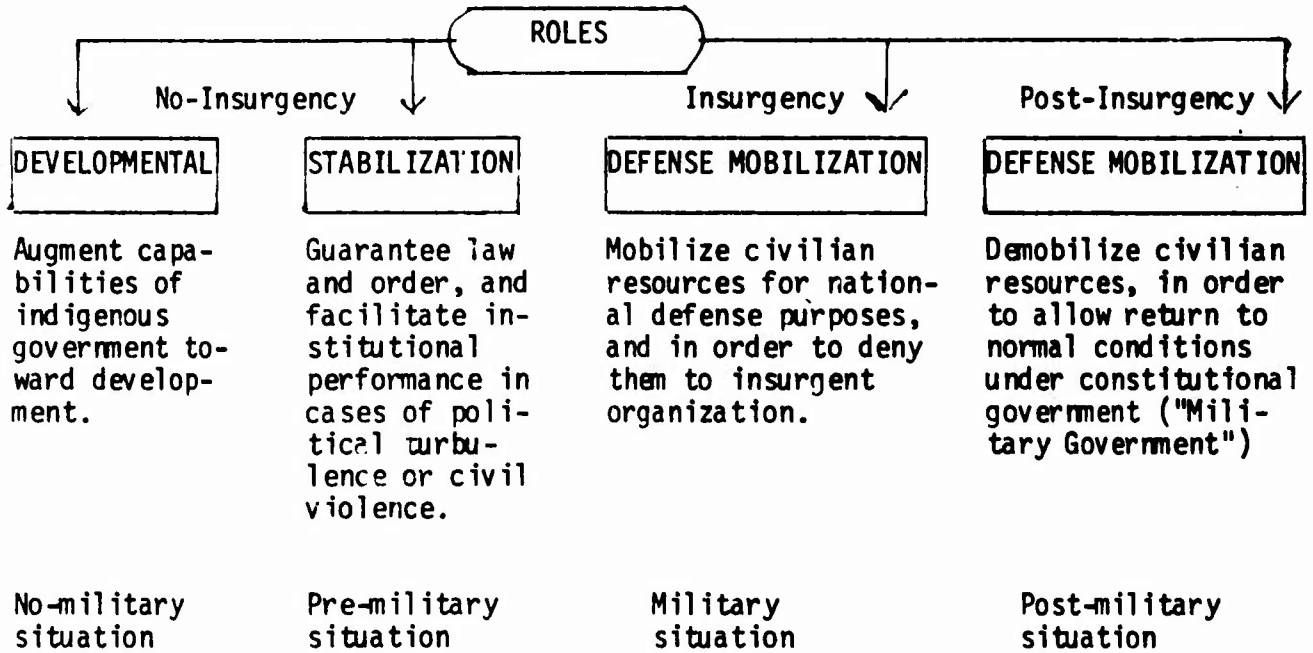 ROLES
No-Insurgency
Insurgency
Post-Insurgency
DEVELOPMENTAL
STABILIZATION
DEFENSE MOBILIZATION
DEFENSE MOBILIZATION
Augment capa-
bilities of
indigenous
government to-
ward develop-
ment.
Guarantee law
and order, and
facilitate in-
stitutional
performance in
cases of poli-
tical turbu-
lence or civil
violence.
Mobilize civilian
resources for nation-
al defense purposes,
and in order to deny
them to insurgent
organization.
Demobilize civilian
resources, in order
to allow return to
normal conditions
under constitutional
government ("Mili-
tary Government")
No-military
situation
Pre-military
situation
Military
situation
Post-military
situation